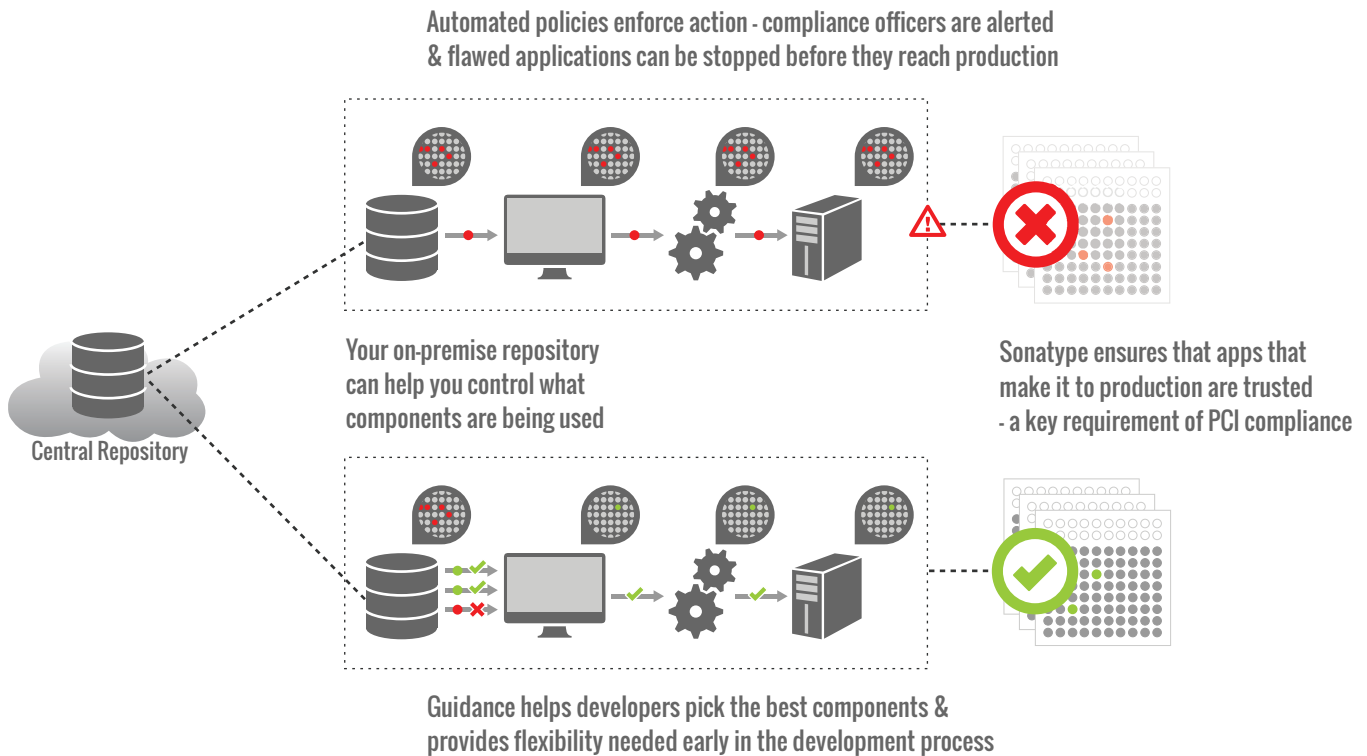 Automated policies enforce action - compliance officers are alerted
& flawed applications can be stopped before they reach production
Your on-premise repository
can help you control what
components are being used
Sonatype ensures that apps that
make it to production are trusted
- a key requirement of PCI compliance
Central Repository
Guidance helps developers pick the best components &
provides flexibility needed early in the development process